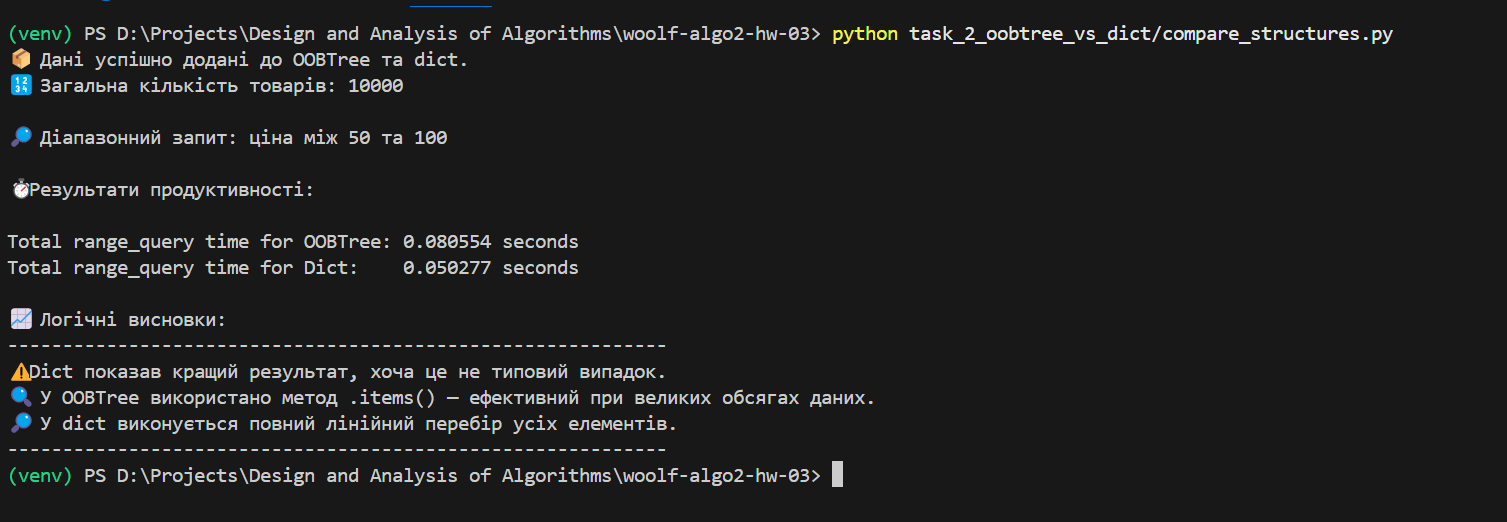 (venv) PS D:\Projects\Design and Analysis of Algorithms\woolf-algo2-hw-03> python task_2_oobtree_vs_dict/compare_structures.py
📦 Дані успішно додані до OOBTree та dict.
🔢 Загальна кількість товарів: 10000
🔎 Діапазонний запит: ціна між 50 та 100
⏱️Результати продуктивності:
Total range_query time for OOBTree: 0.080554 seconds
Total range_query time for Dict:    0.050277 seconds
📈 Логічні висновки:
------------------------------------------------------------
⚠️Dict показав кращий результат, хоча це не типовий випадок.
🔍 У OOBTree використано метод .items() — ефективний при великих обсягах даних.
🔎 У dict виконується повний лінійний перебір усіх елементів.
------------------------------------------------------------
(venv) PS D:\Projects\Design and Analysis of Algorithms\woolf-algo2-hw-03>